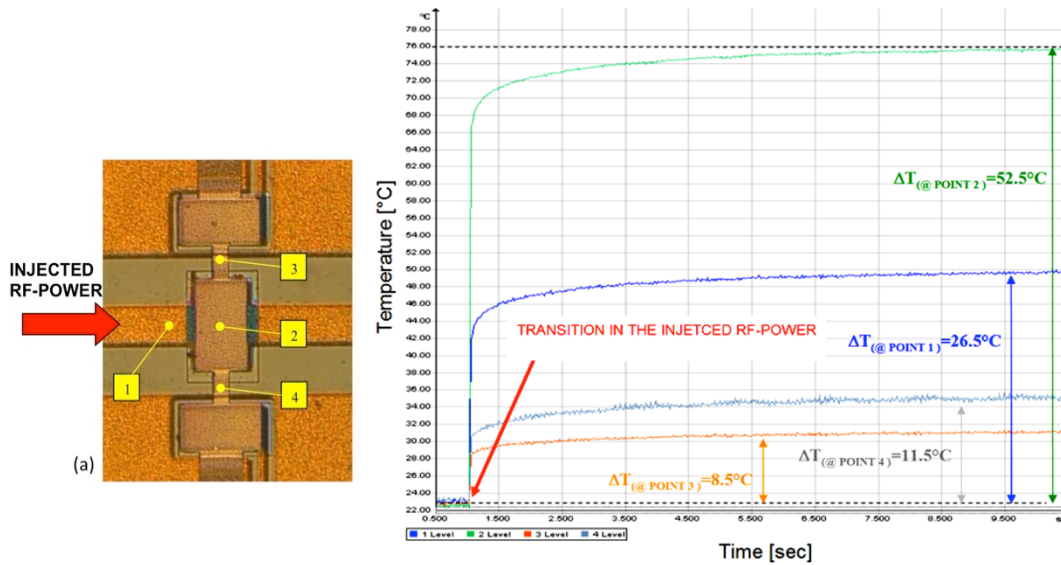 INJECTED
RF-POWER
1
2
3
4
(a)
°C
78.00
76.00
74.00
72.00
70.00
68.00
66.00
64.00
62.00
60.00
58.00
56.00
54.00
52.00
50.00
48.00
46.00
44.00
42.00
40.00
38.00
36.00
34.00
32.00
30.00
28.00
26.00
24.00
22.00
Temperature [°C]
ΔT(@ POINT 2)=52.5°C
TRANSITION IN THE INJETCED RF-POWER
ΔT(@ POINT 1)=26.5°C
ΔT(@ POINT 4)=11.5°C
ΔT(@ POINT 3)=8.5°C
0.500 1.500 2.500 3.500 4.500 5.500 6.500 7.500 8.500 9.500
1 Level 2 Level 3 Level 4 Level
Time [sec]